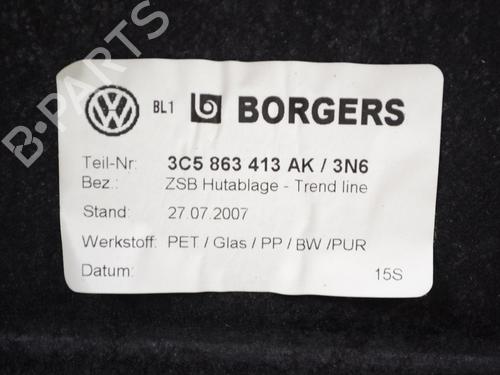 B-PARTS
BL1 BORGERS
Teil-Nr: 3C5 863 413 AK / 3N6
Bez.: ZSB Hutablage - Trend line
Stand: 27.07.2007
Werkstoff: PET / Glas / PP / BW /PUR
Datum: 15S